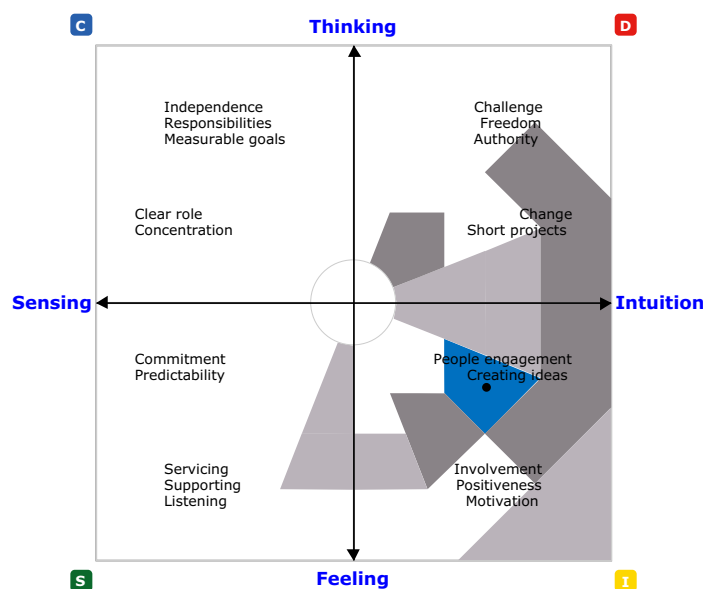 C
Thinking
D
Independence
Responsibilities
Measurable goals
Challenge
Freedom
Authority
Clear role
Concentration
Change
Short projects
Sensing
Intuition
Commitment
Predictability
People engagement
Creating ideas
Servicing
Supporting
Listening
Involvement
Positiveness
Motivation
S
Feeling
I